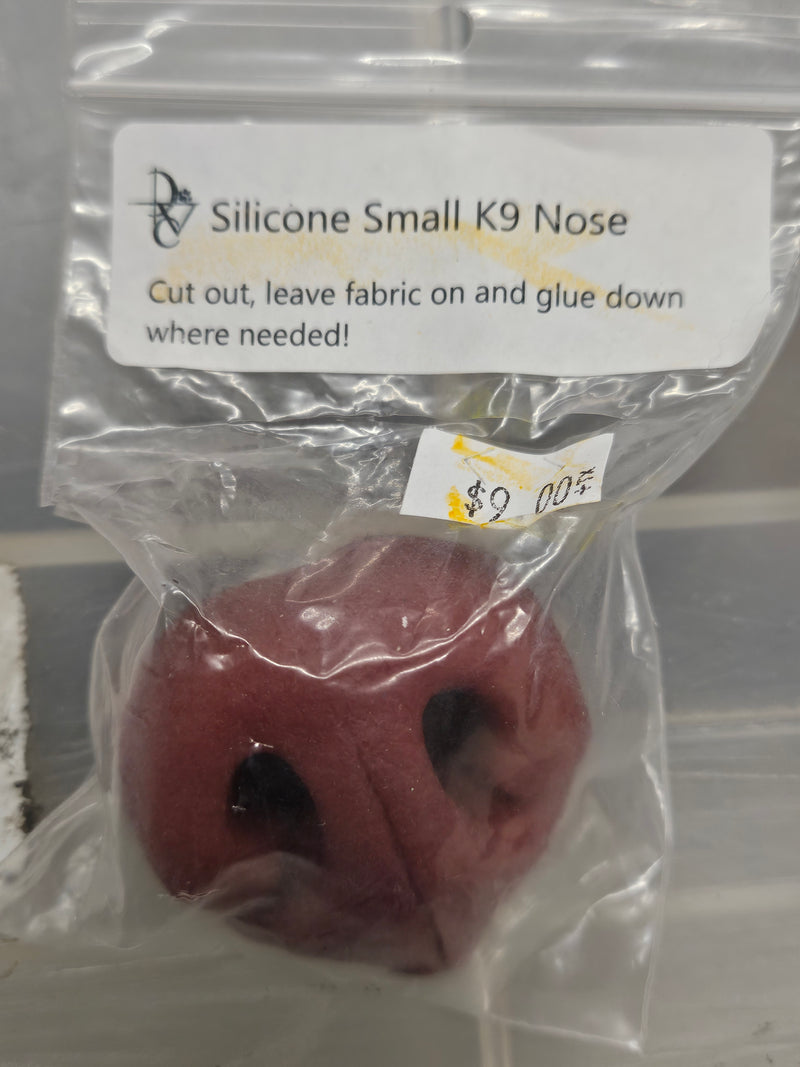 Silicone Small K9 Nose
Cut out, leave fabric on and glue down
where needed!
$9 00